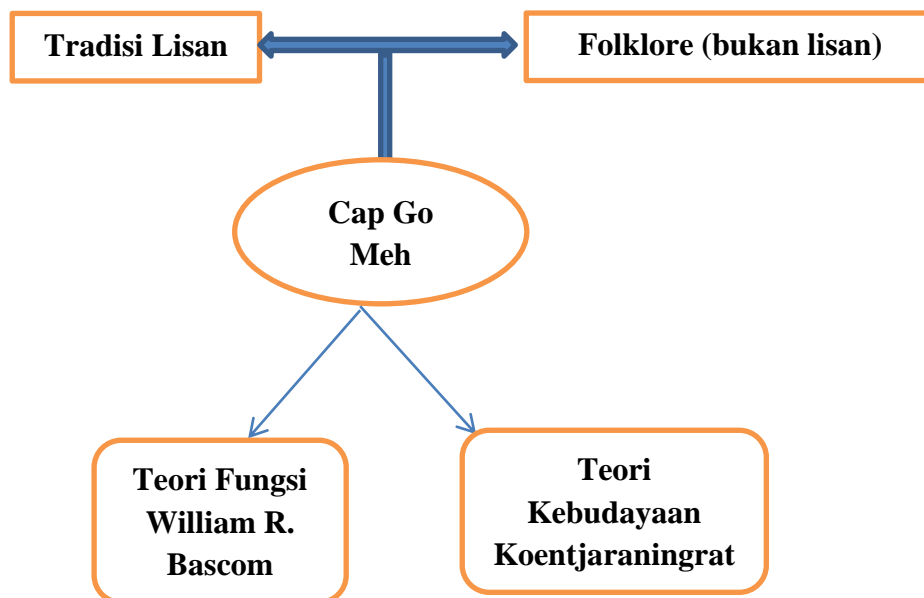 Tradisi Lisan
Folklore (bukan lisan)
Cap Go
Meh
Teori Fungsi
William R.
Bascom
Teori
Kebudayaan
Koentjaraningrat